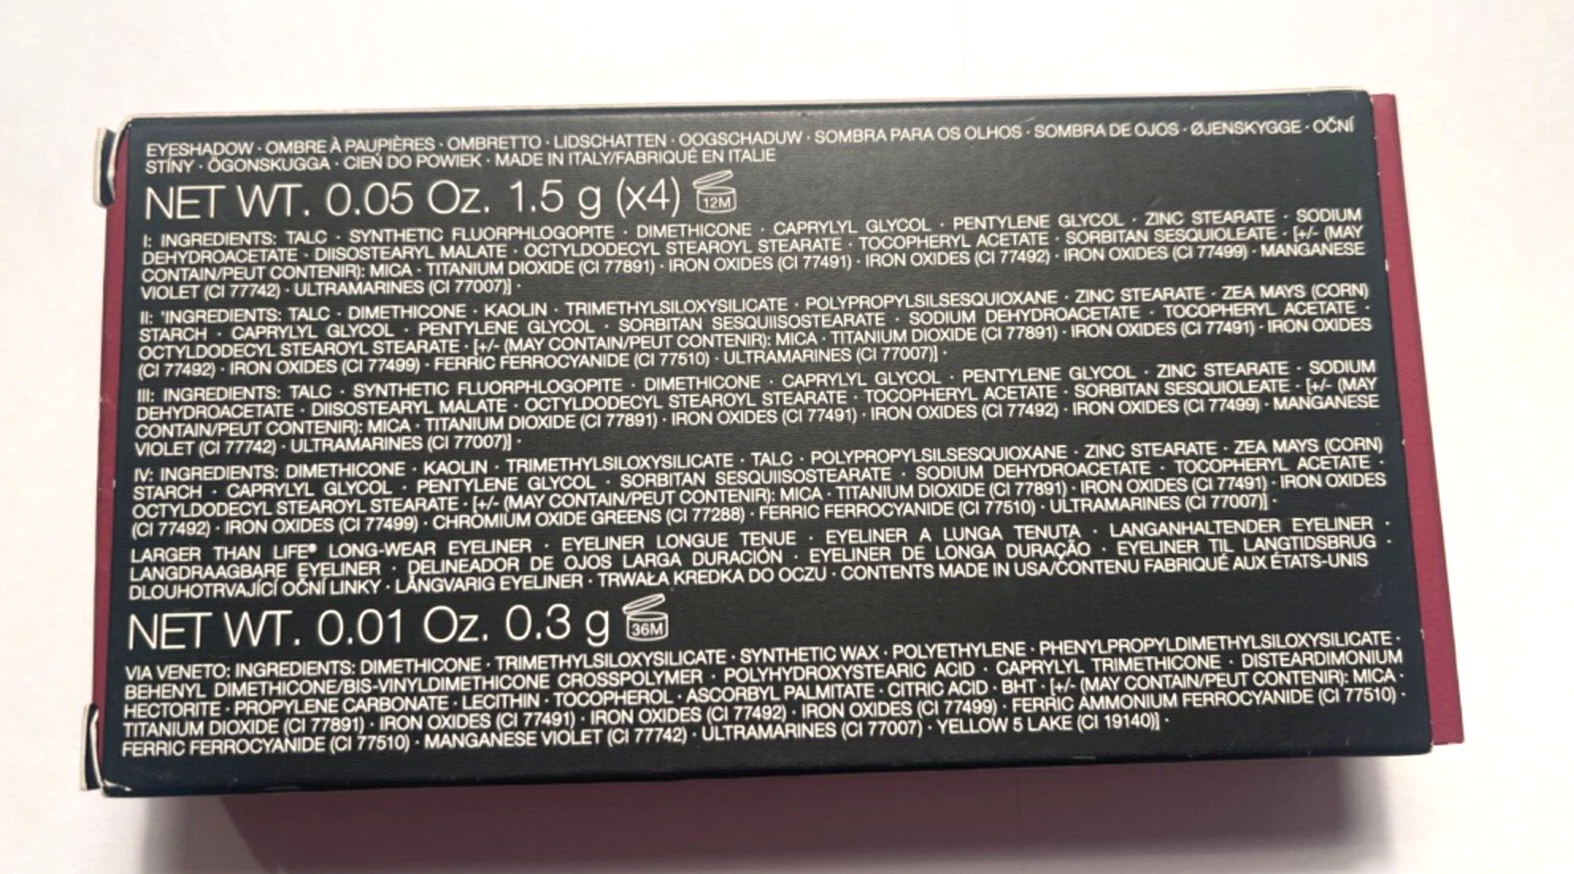 EYESHADOW · OMBRE À PAUPIÈRES · OMBRETTO · LIDSCHATTEN · OOGSCHADUW · SOMBRA PARA OS OLHOS · SOMBRA DE OJOS · ØJENSKYGGE · OČNÍ
STÍNY · ÖGONSKUGGA · CIEŃ DO POWIEK · MADE IN ITALY/FABRIQUÉ EN ITALIE
NET WT. 0.05 Oz. 1.5 g (x4) 12M
I: INGREDIENTS: TALC · SYNTHETIC FLUORPHLOGOPITE · DIMETHICONE · CAPRYLYL GLYCOL · PENTYLENE GLYCOL · ZINC STEARATE · SODIUM
DEHYDROACETATE · DIISOSTEARYL MALATE · OCTYLDODECYL STEAROYL STEARATE · TOCOPHERYL ACETATE · SORBITAN SESQUIOLEATE · [+/- (MAY
CONTAIN/PEUT CONTENIR): MICA · TITANIUM DIOXIDE (CI 77891) · IRON OXIDES (CI 77491) · IRON OXIDES (CI 77492) · IRON OXIDES (CI 77499) · MANGANESE
VIOLET (CI 77742) · ULTRAMARINES (CI 77007)] ·
II: 'INGREDIENTS: TALC · DIMETHICONE · KAOLIN · TRIMETHYLSILOXYSILICATE · POLYPROPYLSILSESQUIOXANE · ZINC STEARATE · ZEA MAYS (CORN)
STARCH · CAPRYLYL GLYCOL · PENTYLENE GLYCOL · SORBITAN SESQUIISOSTEARATE · SODIUM DEHYDROACETATE · TOCOPHERYL ACETATE ·
OCTYLDODECYL STEAROYL STEARATE · [+/- (MAY CONTAIN/PEUT CONTENIR): MICA · TITANIUM DIOXIDE (CI 77891) · IRON OXIDES (CI 77491) · IRON OXIDES
(CI 77492) · IRON OXIDES (CI 77499) · FERRIC FERROCYANIDE (CI 77510) · ULTRAMARINES (CI 77007)] ·
III: INGREDIENTS: TALC · SYNTHETIC FLUORPHLOGOPITE · DIMETHICONE · CAPRYLYL GLYCOL · PENTYLENE GLYCOL · ZINC STEARATE · SODIUM
DEHYDROACETATE · DIISOSTEARYL MALATE · OCTYLDODECYL STEAROYL STEARATE · TOCOPHERYL ACETATE · SORBITAN SESQUIOLEATE · [+/- (MAY
CONTAIN/PEUT CONTENIR): MICA · TITANIUM DIOXIDE (CI 77891) · IRON OXIDES (CI 77491) · IRON OXIDES (CI 77492) · IRON OXIDES (CI 77499) · MANGANESE
VIOLET (CI 77742) · ULTRAMARINES (CI 77007)] ·
IV: INGREDIENTS: DIMETHICONE · KAOLIN · TRIMETHYLSILOXYSILICATE · TALC · POLYPROPYLSILSESQUIOXANE · ZINC STEARATE · ZEA MAYS (CORN)
STARCH · CAPRYLYL GLYCOL · PENTYLENE GLYCOL · SORBITAN SESQUIISOSTEARATE · SODIUM DEHYDROACETATE · TOCOPHERYL ACETATE ·
OCTYLDODECYL STEAROYL STEARATE · [+/- (MAY CONTAIN/PEUT CONTENIR): MICA · TITANIUM DIOXIDE (CI 77891) · IRON OXIDES (CI 77491) · IRON OXIDES
(CI 77492) · IRON OXIDES (CI 77499) · CHROMIUM OXIDE GREENS (CI 77288) · FERRIC FERROCYANIDE (CI 77510) · ULTRAMARINES (CI 77007)] ·
LARGER THAN LIFE® LONG-WEAR EYELINER · EYELINER LONGUE TENUE · EYELINER A LUNGA TENUTA · LANGANHALTENDER EYELINER ·
LANGDRAAGBARE EYELINER · DELINEADOR DE OJOS LARGA DURACIÓN · EYELINER DE LONGA DURAÇÃO · EYELINER TIL LANGTIDSBRUG ·
DLOUHOTRVAJÍCÍ OČNÍ LINKY · LÅNGVARIG EYELINER · TRWAŁA KREDKA DO OCZU · CONTENTS MADE IN USA/CONTENU FABRIQUÉ AUX ÉTATS-UNIS
NET WT. 0.01 Oz. 0.3 g 36M
VIA VENETO: INGREDIENTS: DIMETHICONE · TRIMETHYLSILOXYSILICATE · SYNTHETIC WAX · POLYETHYLENE · PHENYLPROPYLDIMETHYLSILOXYSILICATE ·
BEHENYL DIMETHICONE/BIS-VINYLDIMETHICONE CROSSPOLYMER · POLYHYDROXYSTEARIC ACID · CAPRYLYL TRIMETHICONE · DISTEARDIMONIUM
HECTORITE · PROPYLENE CARBONATE · LECITHIN · TOCOPHEROL · ASCORBYL PALMITATE · CITRIC ACID · BHT · [+/- (MAY CONTAIN/PEUT CONTENIR): MICA ·
TITANIUM DIOXIDE (CI 77891) · IRON OXIDES (CI 77491) · IRON OXIDES (CI 77492) · IRON OXIDES (CI 77499) · FERRIC AMMONIUM FERROCYANIDE (CI 77510) ·
FERRIC FERROCYANIDE (CI 77510) · MANGANESE VIOLET (CI 77742) · ULTRAMARINES (CI 77007) · YELLOW 5 LAKE (CI 19140)] ·